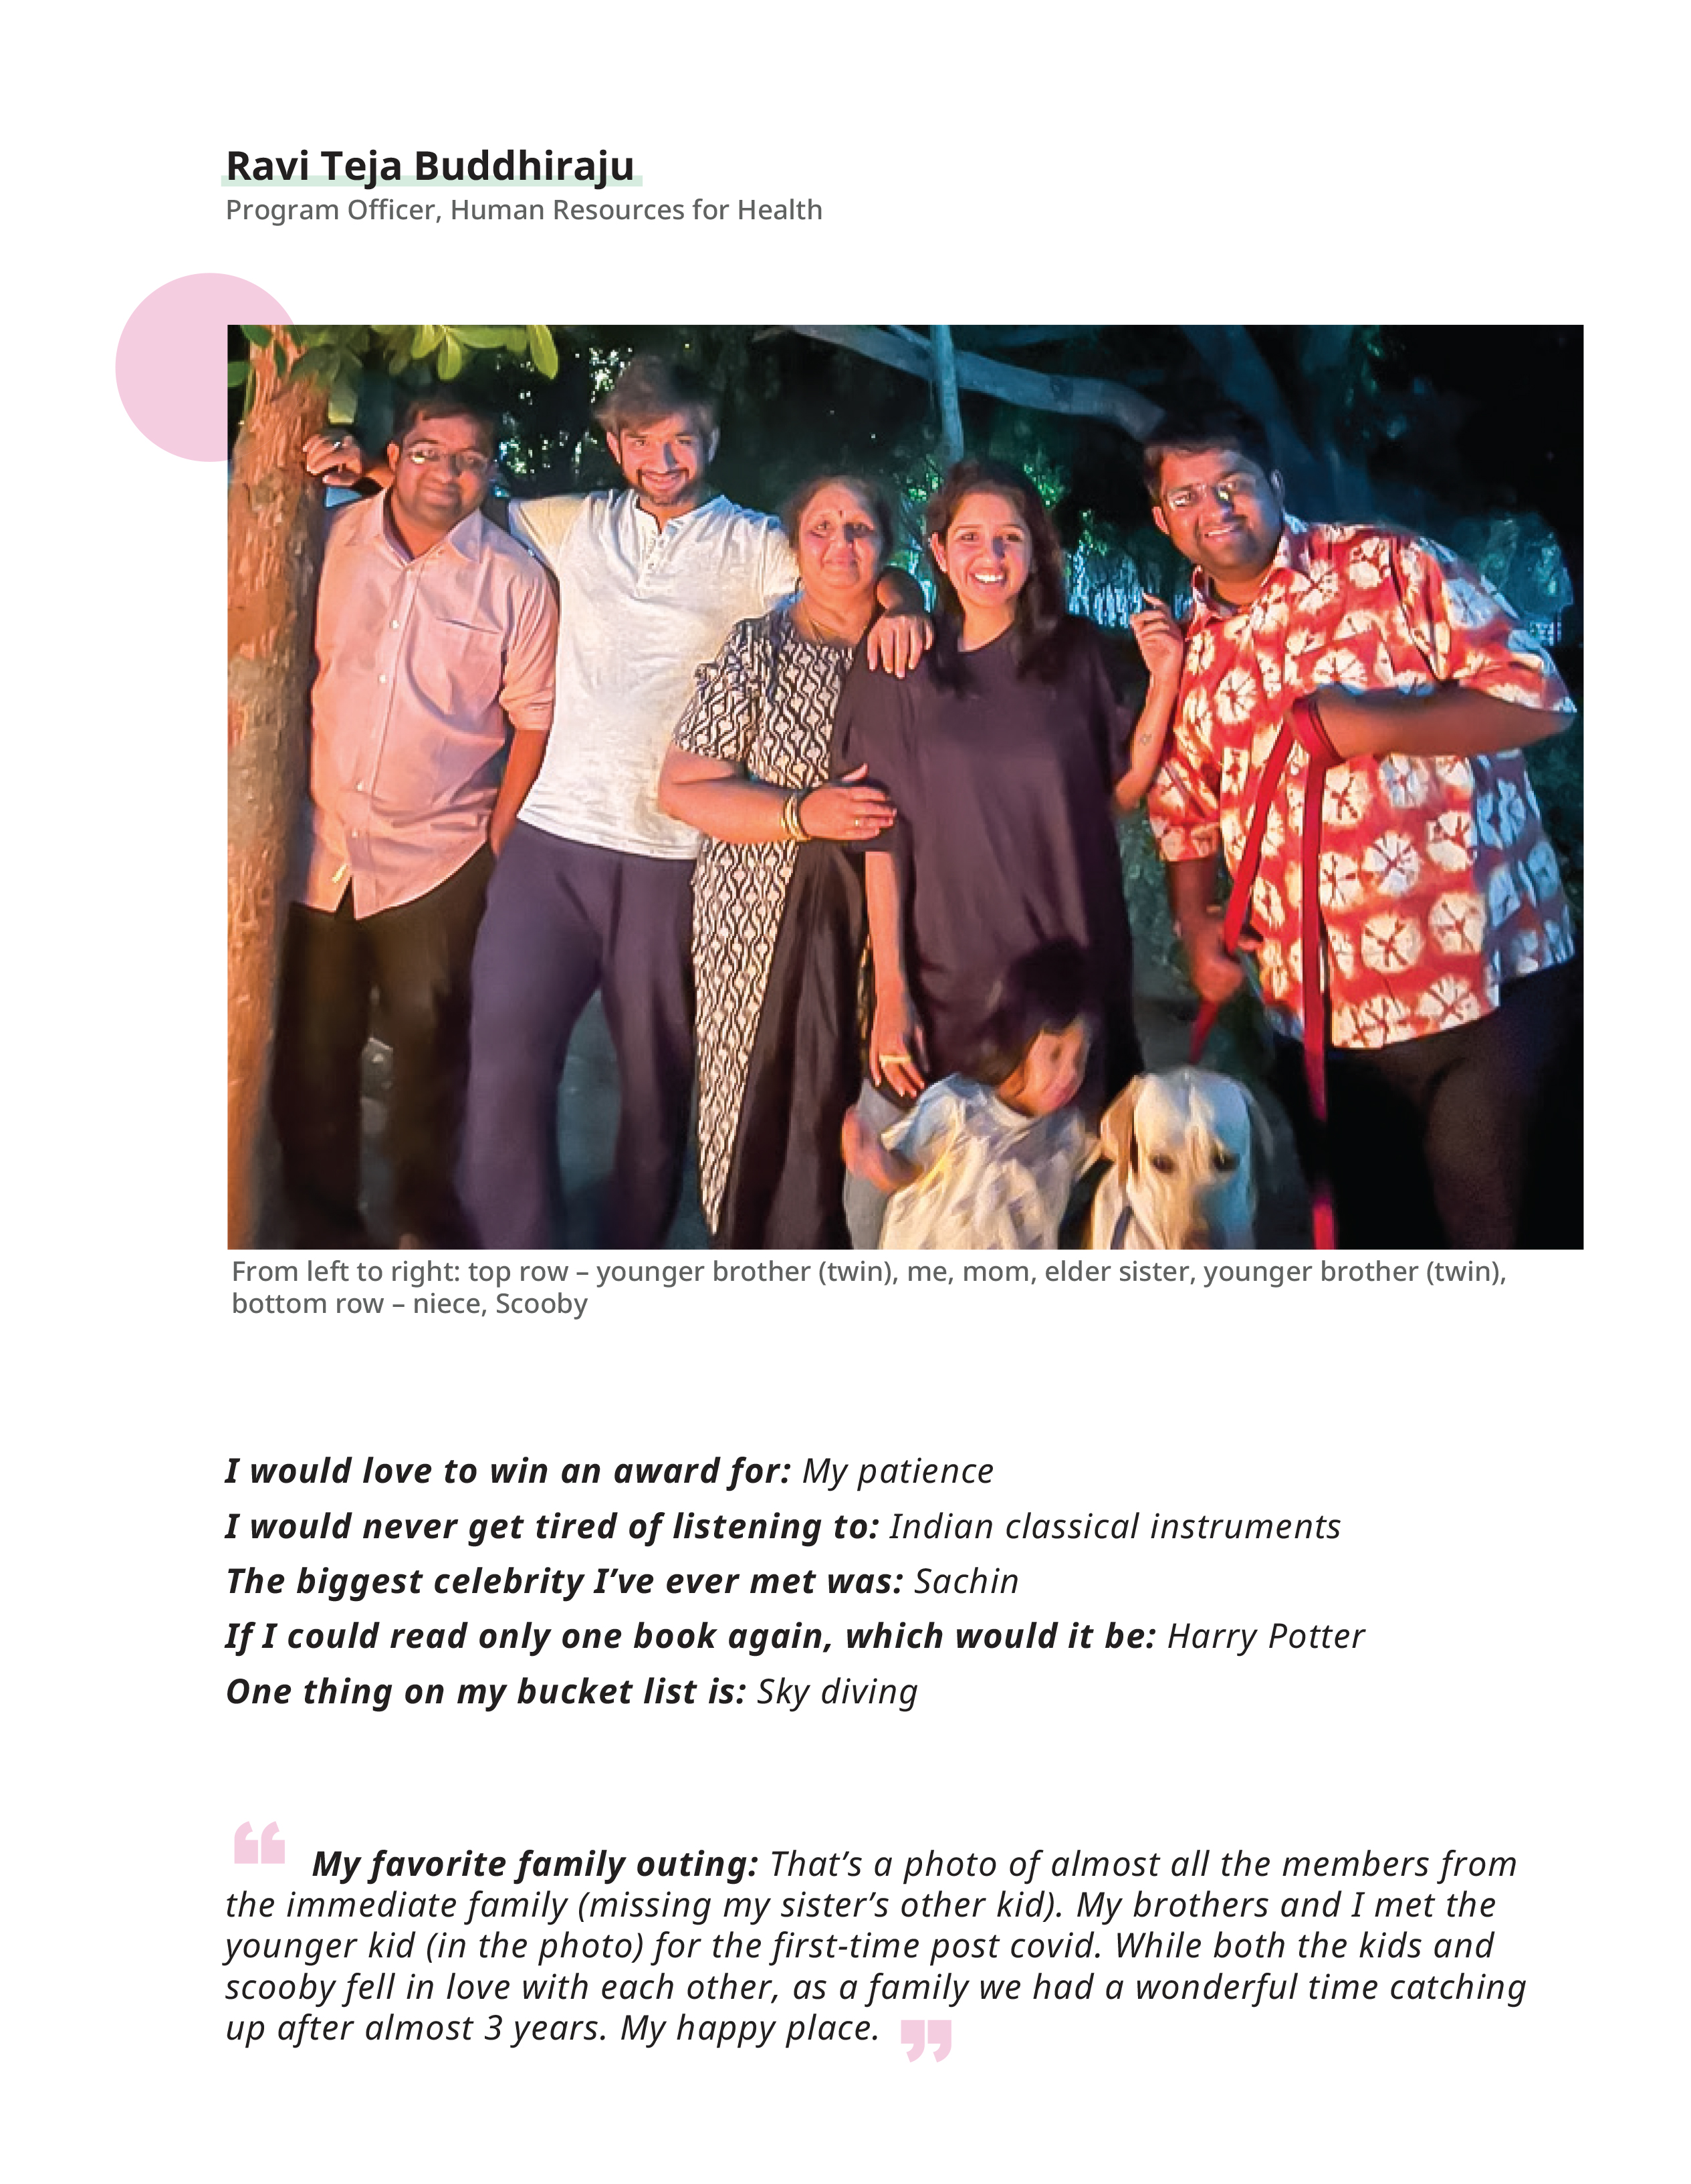 Ravi Teja Buddhiraju
Program Officer, Human Resources for Health
From left to right: top row – younger brother (twin), me, mom, elder sister, younger brother (twin),
bottom row – niece, Scooby
I would love to win an award for: My patience
I would never get tired of listening to: Indian classical instruments
The biggest celebrity I’ve ever met was: Sachin
If I could read only one book again, which would it be: Harry Potter
One thing on my bucket list is: Sky diving
“ My favorite family outing: That’s a photo of almost all the members from
the immediate family (missing my sister’s other kid). My brothers and I met the
younger kid (in the photo) for the first-time post covid. While both the kids and
scooby fell in love with each other, as a family we had a wonderful time catching
up after almost 3 years. My happy place. ”